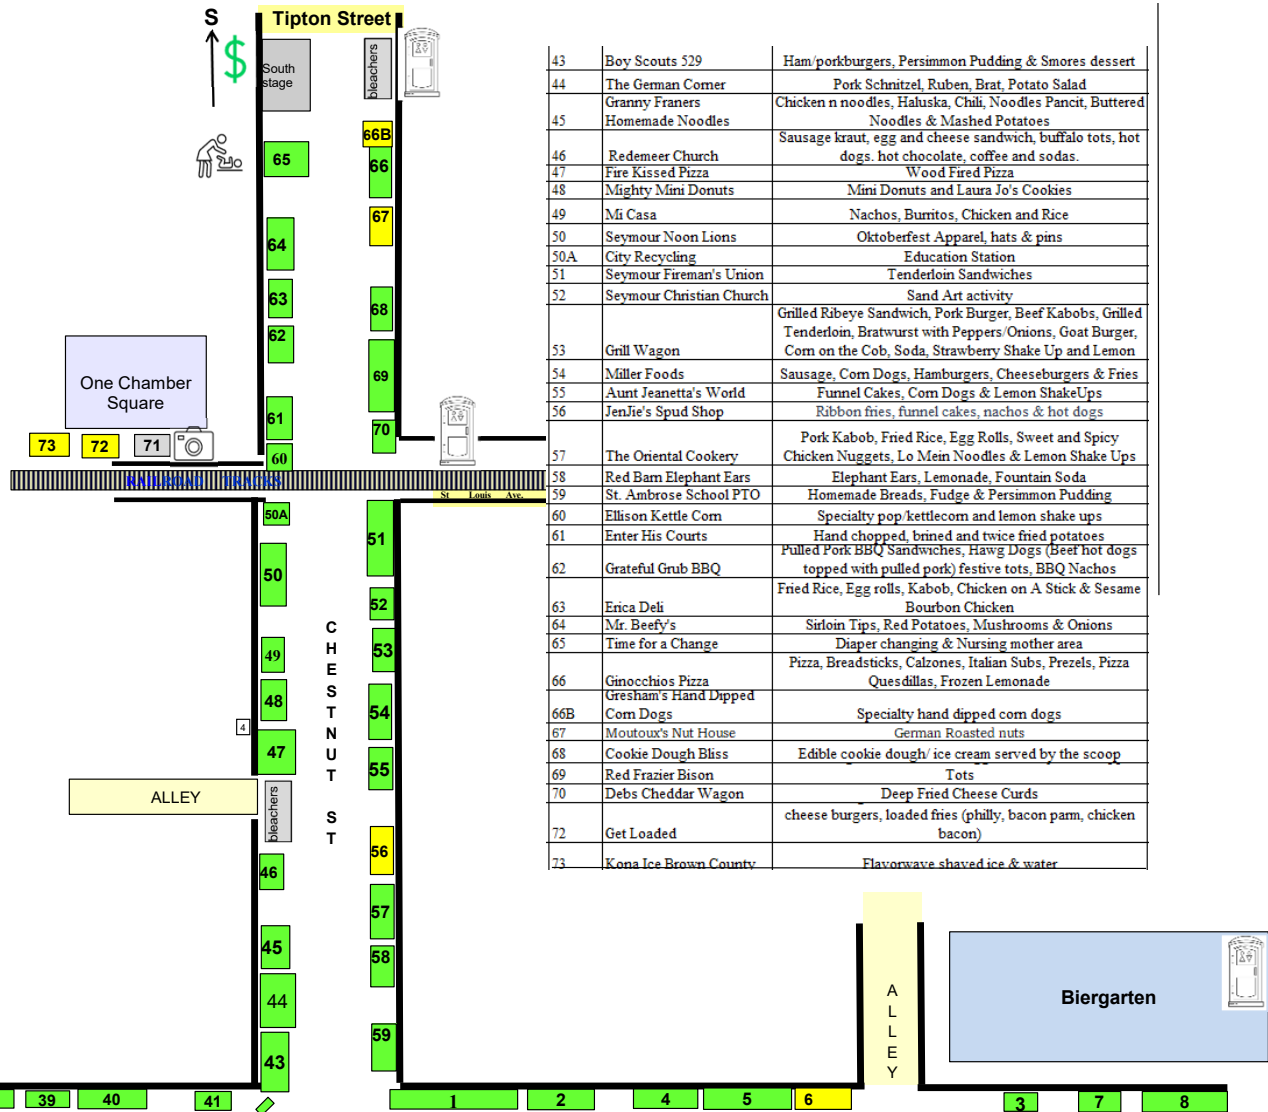 S
Tipton Street
$
South
stage
bleachers
66B
65
66
67
64
63
68
62
One Chamber
Square
69
61
70
73
72
71
60
RAILROAD TRACKS
St Louis Ave.
50A
51
50
52
CHESTNUT ST
49
53
48
54
4
47
55
ALLEY
bleachers
56
46
57
45
58
44
59
43
39
40
41
1
2
4
5
6
ALLEY
Biergarten
3
7
8
43 Boy Scouts 529 Ham/porkburgers, Persimmon Pudding & Smores dessert
44 The German Corner Pork Schnitzel, Ruben, Brat, Potato Salad
Granny Franers Chicken n noodles, Haluska, Chili, Noodles Pancit, Buttered
45 Homemade Noodles Noodles & Mashed Potatoes
Sausage kraut, egg and cheese sandwich, buffalo tots, hot
46 Redemeer Church dogs. hot chocolate, coffee and sodas.
47 Fire Kissed Pizza Wood Fired Pizza
48 Mighty Mini Donuts Mini Donuts and Laura Jo's Cookies
49 Mi Casa Nachos, Burritos, Chicken and Rice
50 Seymour Noon Lions Oktoberfest Apparel, hats & pins
50A City Recycling Education Station
51 Seymour Fireman's Union Tenderloin Sandwiches
52 Seymour Christian Church Sand Art activity
Grilled Ribeye Sandwich, Pork Burger, Beef Kabobs, Grilled
Tenderloin, Bratwurst with Peppers/Onions, Goat Burger,
53 Grill Wagon Corn on the Cob, Soda, Strawberry Shake Up and Lemon
54 Miller Foods Sausage, Corn Dogs, Hamburgers, Cheeseburgers & Fries
55 Aunt Jeanetta's World Funnel Cakes, Corn Dogs & Lemon ShakeUps
56 JenJie's Spud Shop Ribbon fries, funnel cakes, nachos & hot dogs
Pork Kabob, Fried Rice, Egg Rolls, Sweet and Spicy
57 The Oriental Cookery Chicken Nuggets, Lo Mein Noodles & Lemon Shake Ups
58 Red Barn Elephant Ears Elephant Ears, Lemonade, Fountain Soda
59 St. Ambrose School PTO Homemade Breads, Fudge & Persimmon Pudding
60 Ellison Kettle Corn Specialty pop/kettlecorn and lemon shake ups
61 Enter His Courts Hand chopped, brined and twice fried potatoes
Pulled Pork BBQ Sandwiches, Hawg Dogs (Beef hot dogs
62 Grateful Grub BBQ topped with pulled pork) festive tots, BBQ Nachos
Fried Rice, Egg rolls, Kabob, Chicken on A Stick & Sesame
63 Erica Deli Bourbon Chicken
64 Mr. Beefy's Sirloin Tips, Red Potatoes, Mushrooms & Onions
65 Time for a Change Diaper changing & Nursing mother area
Pizza, Breadsticks, Calzones, Italian Subs, Prezels, Pizza
66 Ginocchios Pizza Quesdillas, Frozen Lemonade
Gresham's Hand Dipped
66B Corn Dogs Specialty hand dipped corn dogs
67 Moutoux's Nut House German Roasted nuts
68 Cookie Dough Bliss Edible cookie dough/ ice cream served by the scoop
69 Red Frazier Bison Tots
70 Debs Cheddar Wagon Deep Fried Cheese Curds
cheese burgers, loaded fries (philly, bacon parm, chicken
72 Get Loaded bacon)
73 Kona Ice Brown County Flavorwave shaved ice & water